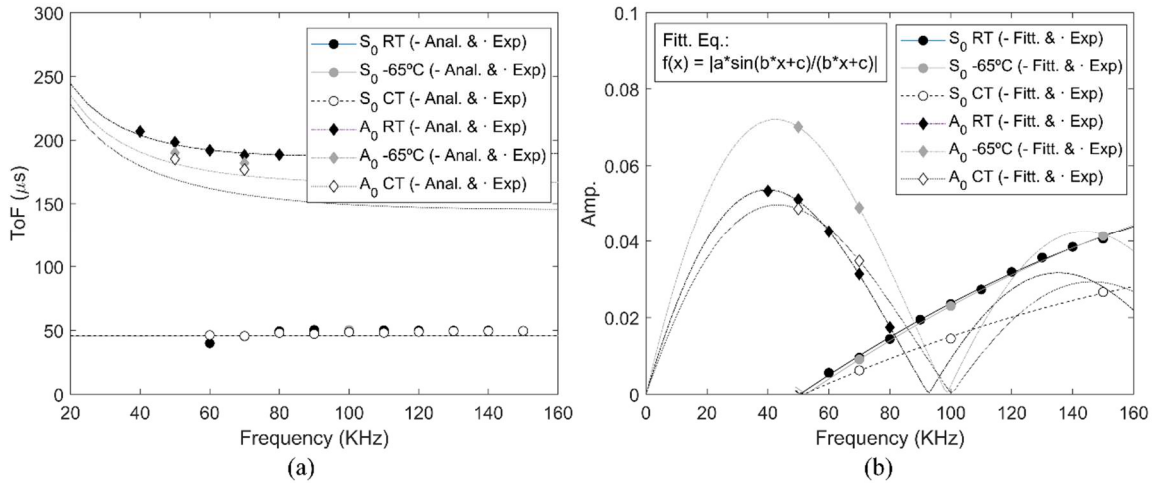 300
250
200
150
100
50
0
ToF (μs)
20 40 60 80 100 120 140 160
Frequency (KHz)
S₀ RT (- Anal. & · Exp)
S₀ -65ºC (- Anal. & · Exp)
S₀ CT (- Anal. & · Exp)
A₀ RT (- Anal. & · Exp)
A₀ -65ºC (- Anal. & · Exp)
A₀ CT (- Anal. & · Exp)
(a)
0.1
0.08
0.06
0.04
0.02
0
Amp.
0 20 40 60 80 100 120 140 160
Frequency (KHz)
Fitt. Eq.:
f(x) = |a*sin(b*x+c)/(b*x+c)|
S₀ RT (- Fitt. & · Exp)
S₀ -65ºC (- Fitt. & · Exp)
S₀ CT (- Fitt. & · Exp)
A₀ RT (- Fitt. & · Exp)
A₀ -65ºC (- Fitt. & · Exp)
A₀ CT (- Fitt. & · Exp)
(b)